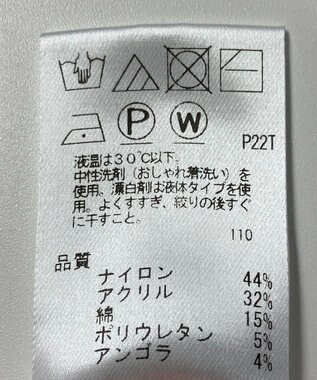 P W
P22T
液温は30℃以下。
中性洗剤（おしゃれ着洗い）を
使用。漂白剤は液体タイプを使
用。よくすすぎ、絞りの後すぐ
に干すこと。
110
品質
ナイロン 44%
アクリル 32%
綿 15%
ポリウレタン 5%
アンゴラ 4%